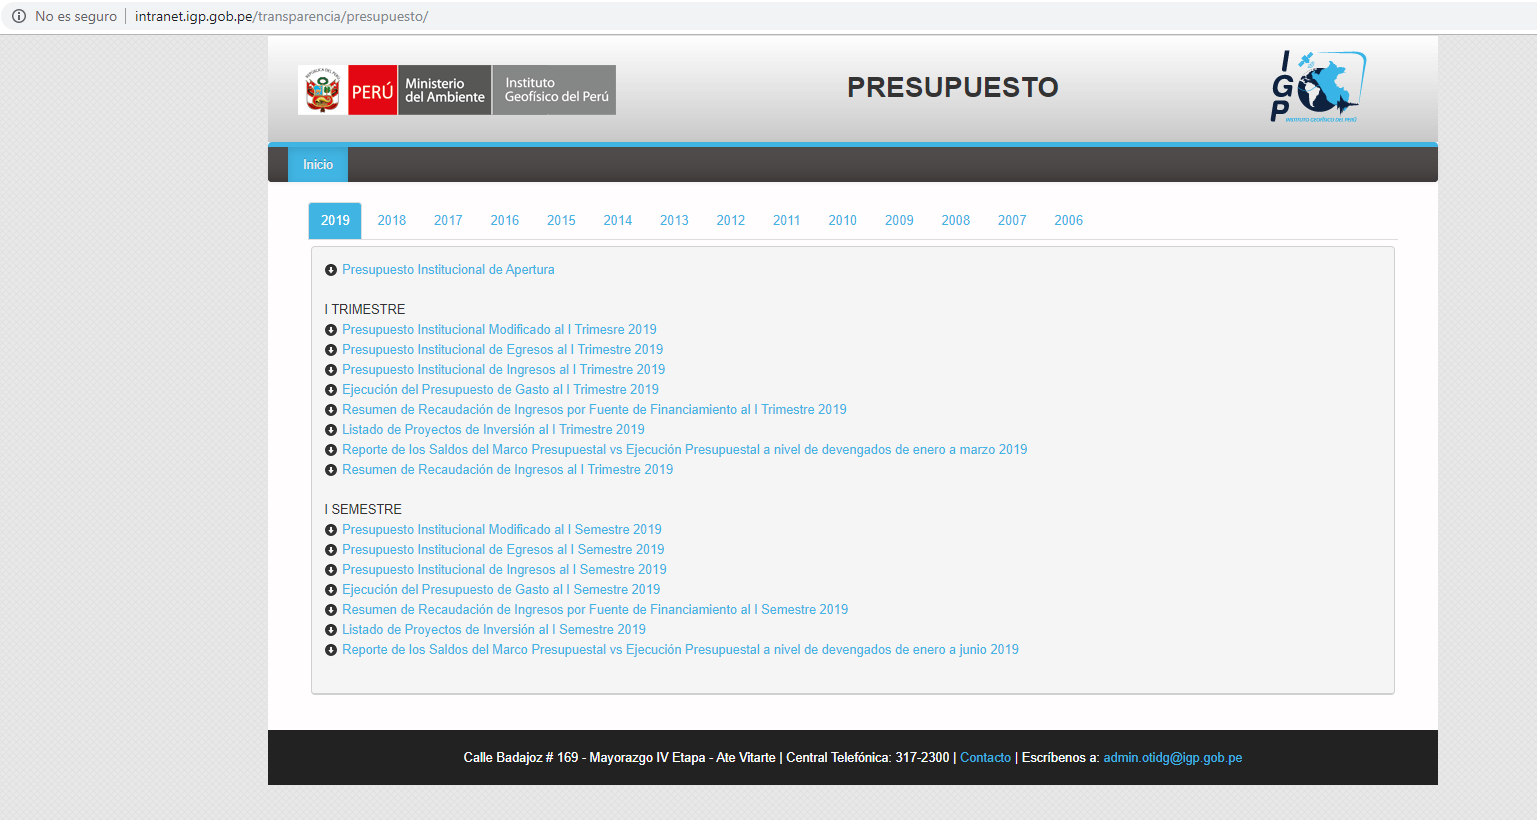 No es seguro | intranet.igp.gob.pe/transparencia/presupuesto/
REPÚBLICA DEL PERÚ
PERÚ
Ministerio
del Ambiente
Instituto
Geofísico del Perú
PRESUPUESTO
IGP
INSTITUTO GEOFÍSICO DEL PERÚ
Inicio
2019 2018 2017 2016 2015 2014 2013 2012 2011 2010 2009 2008 2007 2006
Presupuesto Institucional de Apertura
I TRIMESTRE
Presupuesto Institucional Modificado al I Trimesre 2019
Presupuesto Institucional de Egresos al I Trimestre 2019
Presupuesto Institucional de Ingresos al I Trimestre 2019
Ejecución del Presupuesto de Gasto al I Trimestre 2019
Resumen de Recaudación de Ingresos por Fuente de Financiamiento al I Trimestre 2019
Listado de Proyectos de Inversión al I Trimestre 2019
Reporte de los Saldos del Marco Presupuestal vs Ejecución Presupuestal a nivel de devengados de enero a marzo 2019
Resumen de Recaudación de Ingresos al I Trimestre 2019
I SEMESTRE
Presupuesto Institucional Modificado al I Semestre 2019
Presupuesto Institucional de Egresos al I Semestre 2019
Presupuesto Institucional de Ingresos al I Semestre 2019
Ejecución del Presupuesto de Gasto al I Semestre 2019
Resumen de Recaudación de Ingresos por Fuente de Financiamiento al I Semestre 2019
Listado de Proyectos de Inversión al I Semestre 2019
Reporte de los Saldos del Marco Presupuestal vs Ejecución Presupuestal a nivel de devengados de enero a junio 2019
Calle Badajoz # 169 - Mayorazgo IV Etapa - Ate Vitarte | Central Telefónica: 317-2300 | Contacto | Escríbenos a: admin.otidg@igp.gob.pe